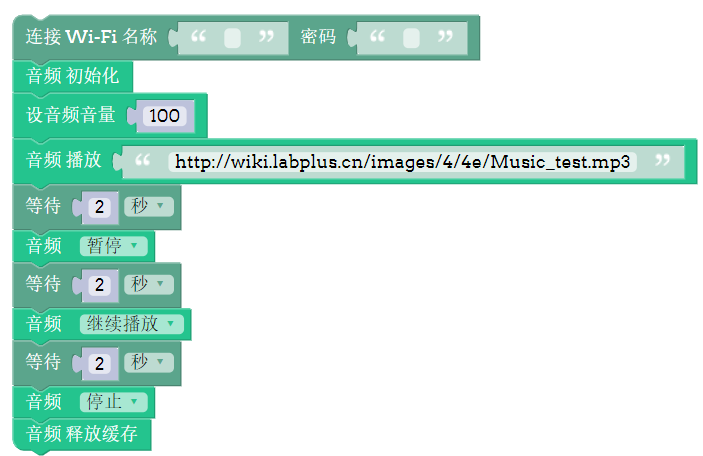 连接 Wi-Fi 名称 “ ” 密码 “ ”
音频 初始化
设音频音量 100
音频 播放 “ http://wiki.labplus.cn/images/4/4e/Music_test.mp3 ”
等待 2 秒
音频 暂停
等待 2 秒
音频 继续播放
等待 2 秒
音频 停止
音频 释放缓存